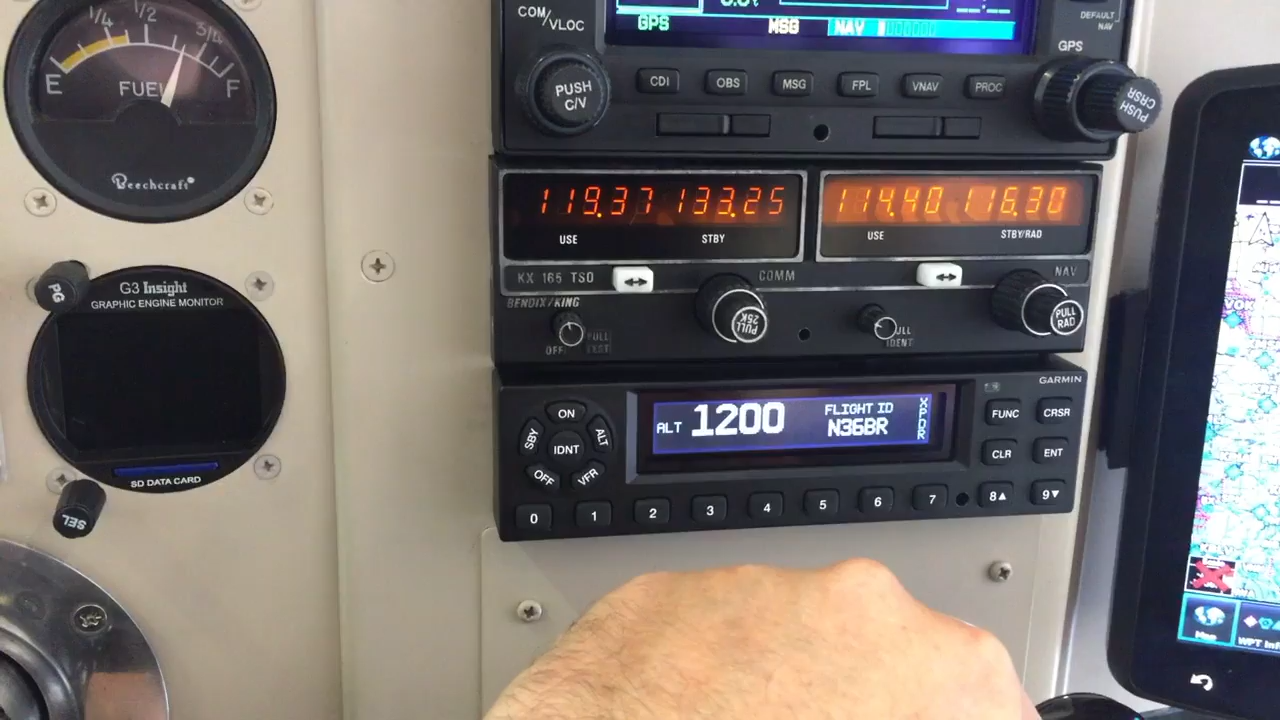 1/4 1/2 3/4
E FUEL F
Beechcraft
G3 Insight
GRAPHIC ENGINE MONITOR
PG
SD DATA CARD
SEL
COM/VLOC
PUSH C/V
GPS MSG NAV
DEFAULT NAV
GPS
PUSH CRSR
CDI OBS MSG FPL VNAV PROC
119.37 133.25 114.40 116.30
USE STBY USE STBY/RAD
KX 165 TSO COMM NAV
BENDIX/KING
OFF PULL TEST
PULL 25K
PULL IDENT
PULL RAD
GARMIN
ON
SBY ALT
IDNT
OFF VFR
ALT 1200 FLIGHT ID
N36BR
XPDR
FUNC CRSR
CLR ENT
0 1 2 3 4 5 6 7 8▲ 9▼
VOR
Map
WPT Inf